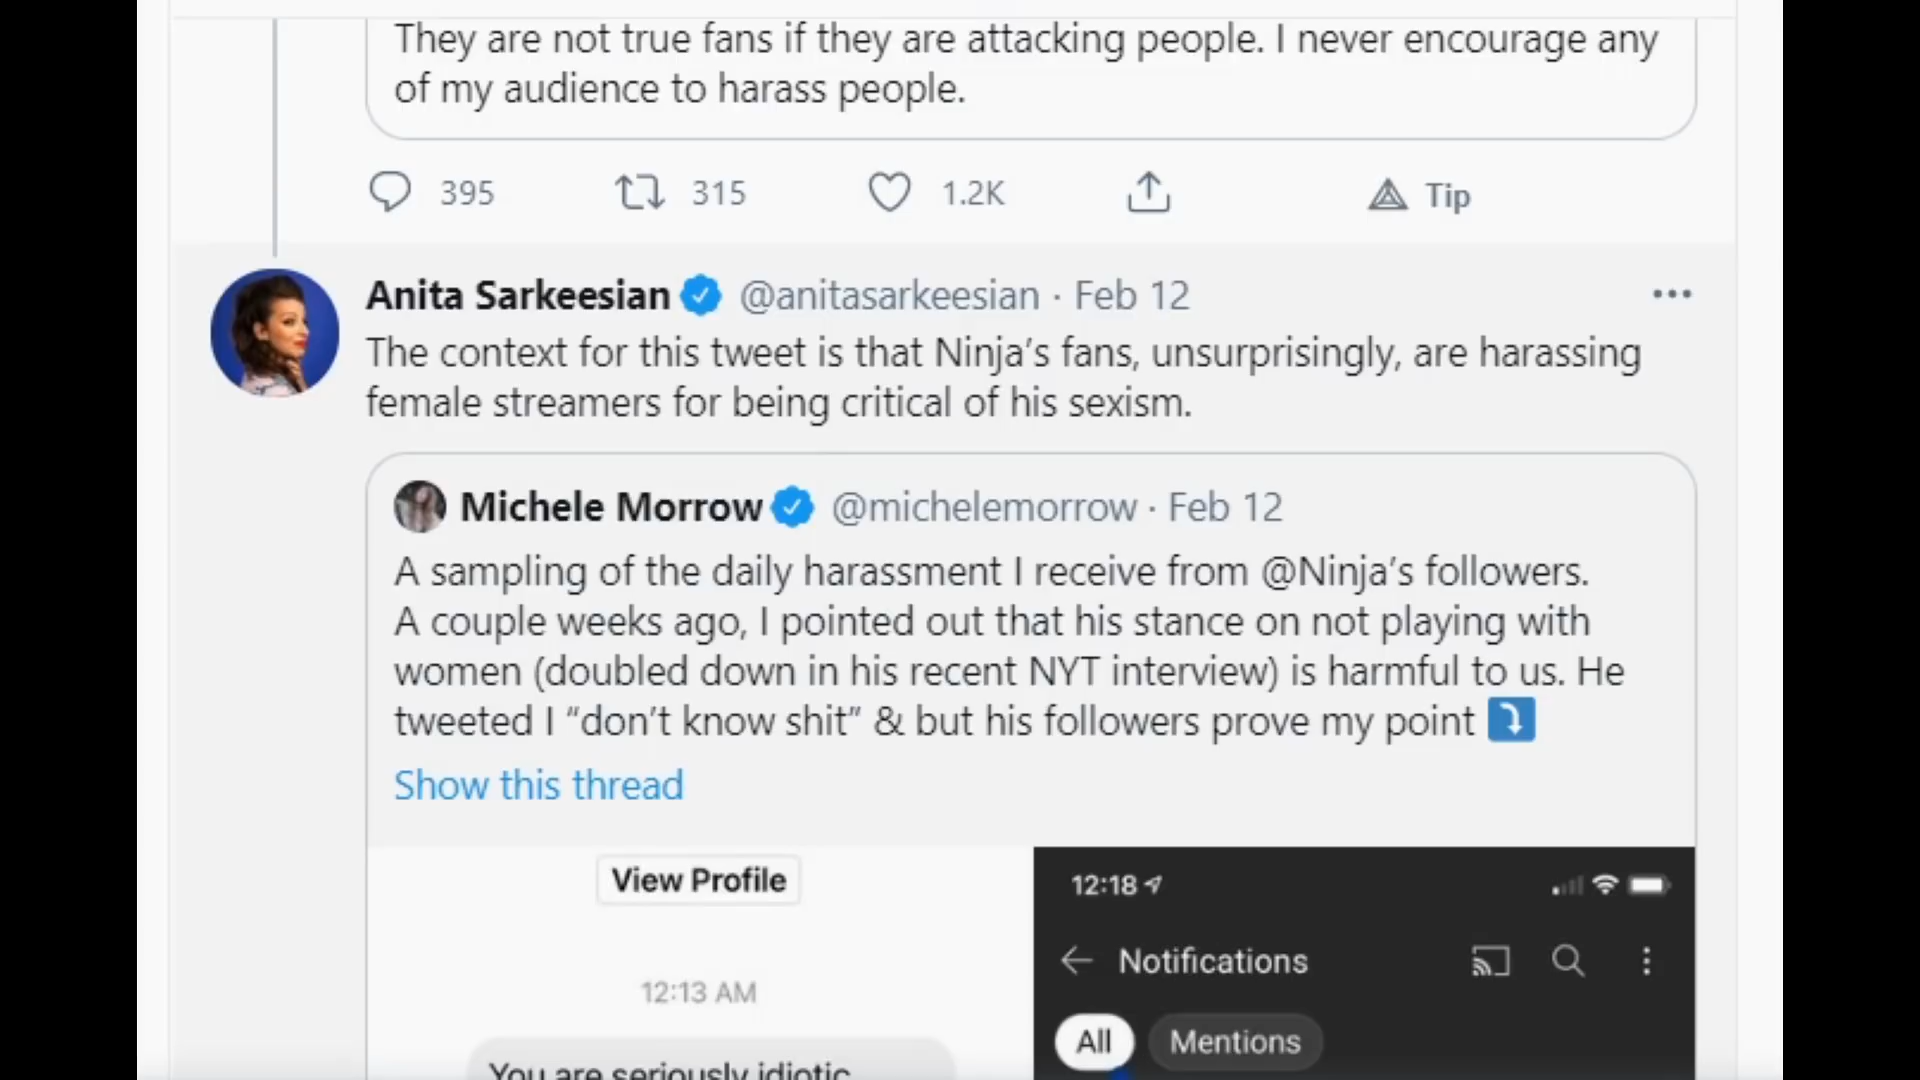 They are not true fans if they are attacking people. I never encourage any
of my audience to harass people.
395 315 1.2K Tip
Anita Sarkeesian @anitasarkeesian · Feb 12
The context for this tweet is that Ninja's fans, unsurprisingly, are harassing
female streamers for being critical of his sexism.
Michele Morrow @michelemorrow · Feb 12
A sampling of the daily harassment I receive from @Ninja's followers.
A couple weeks ago, I pointed out that his stance on not playing with
women (doubled down in his recent NYT interview) is harmful to us. He
tweeted I “don't know shit” & but his followers prove my point
Show this thread
View Profile
12:13 AM
You are seriously idiotic
12:18
Notifications
All Mentions